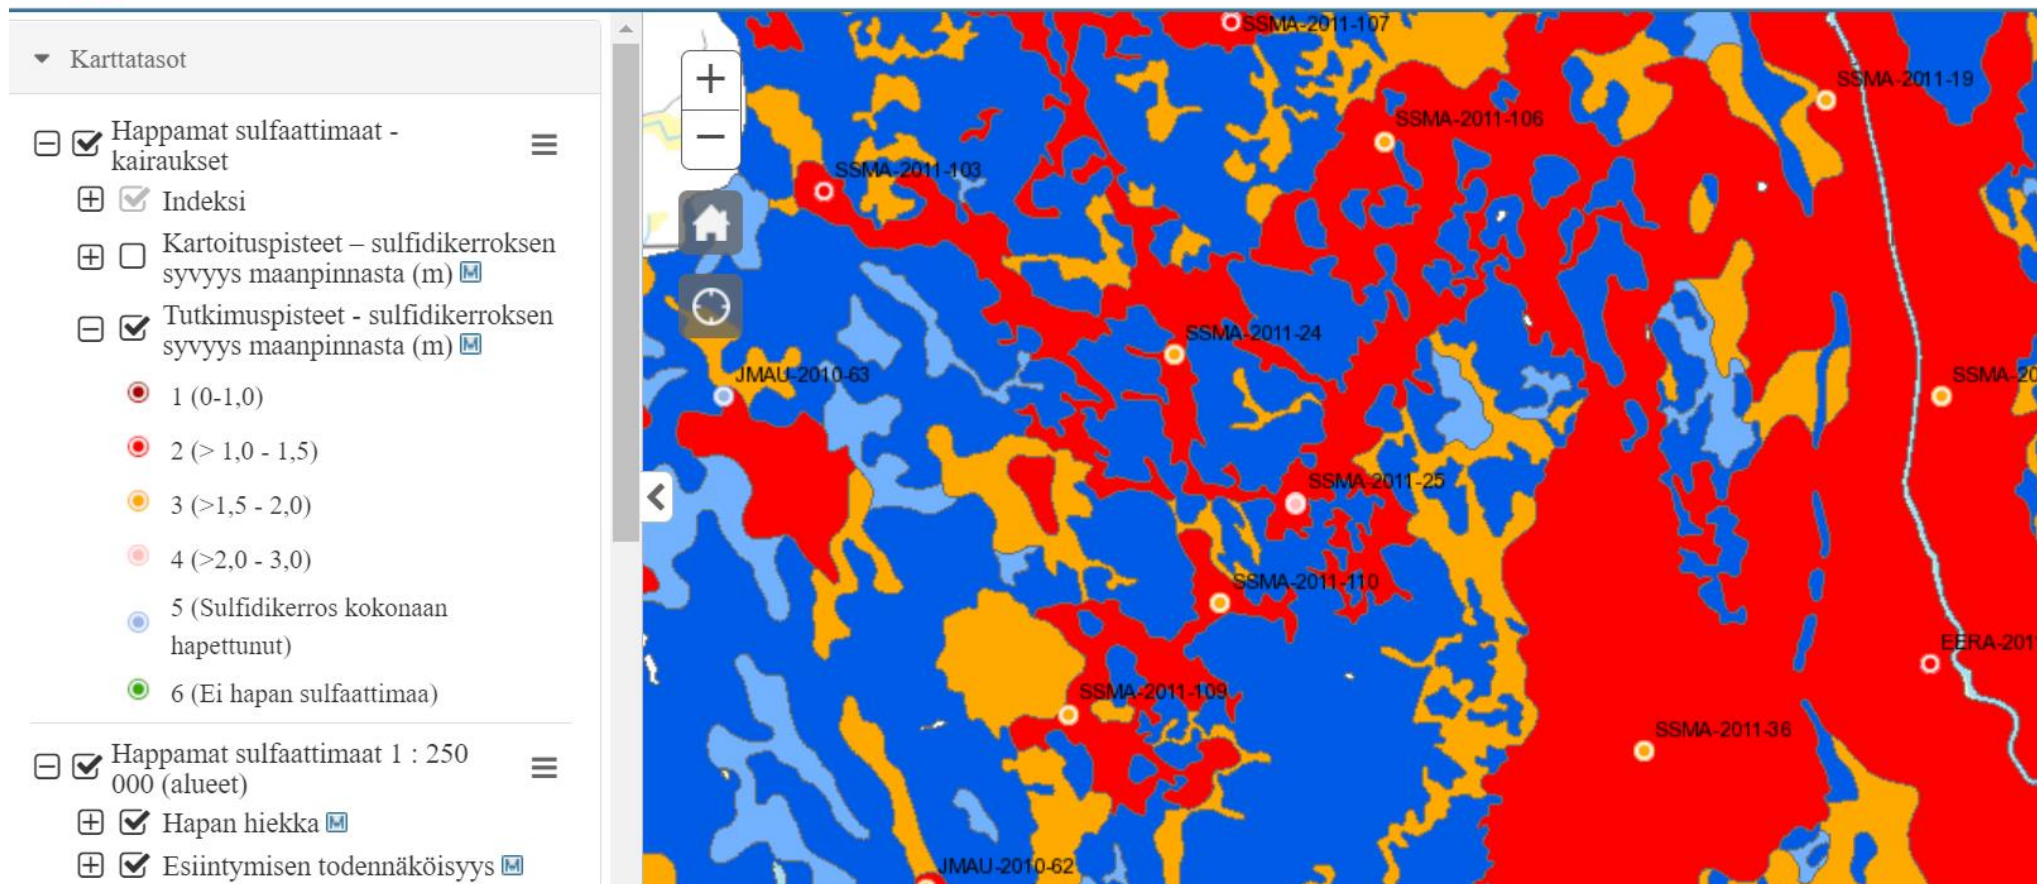 Karttatasot
Happamat sulfaattimaat -
kairaukset
Indeksi
Kartoituspisteet – sulfidikerroksen
syvyys maanpinnasta (m) M
Tutkimuspisteet - sulfidikerroksen
syvyys maanpinnasta (m) M
1 (0-1,0)
2 (> 1,0 - 1,5)
3 (>1,5 - 2,0)
4 (>2,0 - 3,0)
5 (Sulfidikerros kokonaan
hapettunut)
6 (Ei hapan sulfaattimaa)
Happamat sulfaattimaat 1 : 250
000 (alueet)
Hapan hiekka M
Esiintymisen todennäköisyys M
SSMA-2011-107
SSMA-2011-19
SSMA-2011-106
SSMA-2011-103
SSMA-2011-24
JMAU-2010-63
SSMA-20
SSMA-2011-25
SSMA-2011-110
EERA-201
SSMA-2011-109
SSMA-2011-36
JMAU-2010-62